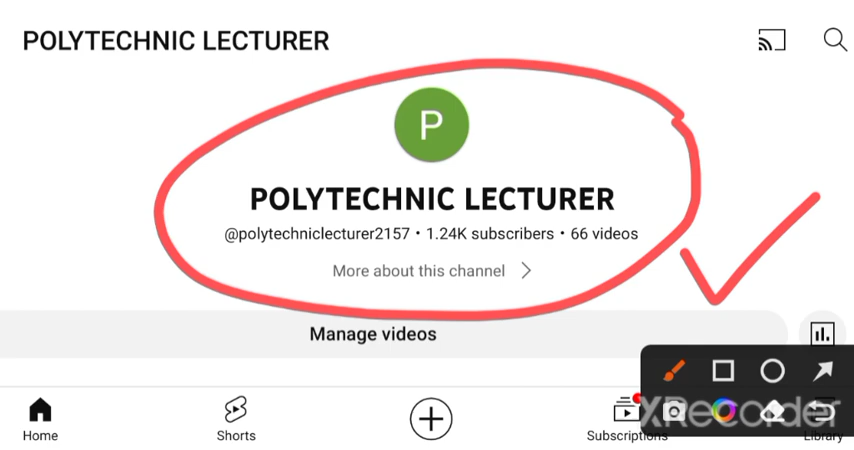 POLYTECHNIC LECTURER
P
POLYTECHNIC LECTURER
@polytechniclecturer2157 • 1.24K subscribers • 66 videos
More about this channel >
Manage videos
XRecorder
Home
Shorts
Subscriptions
Library